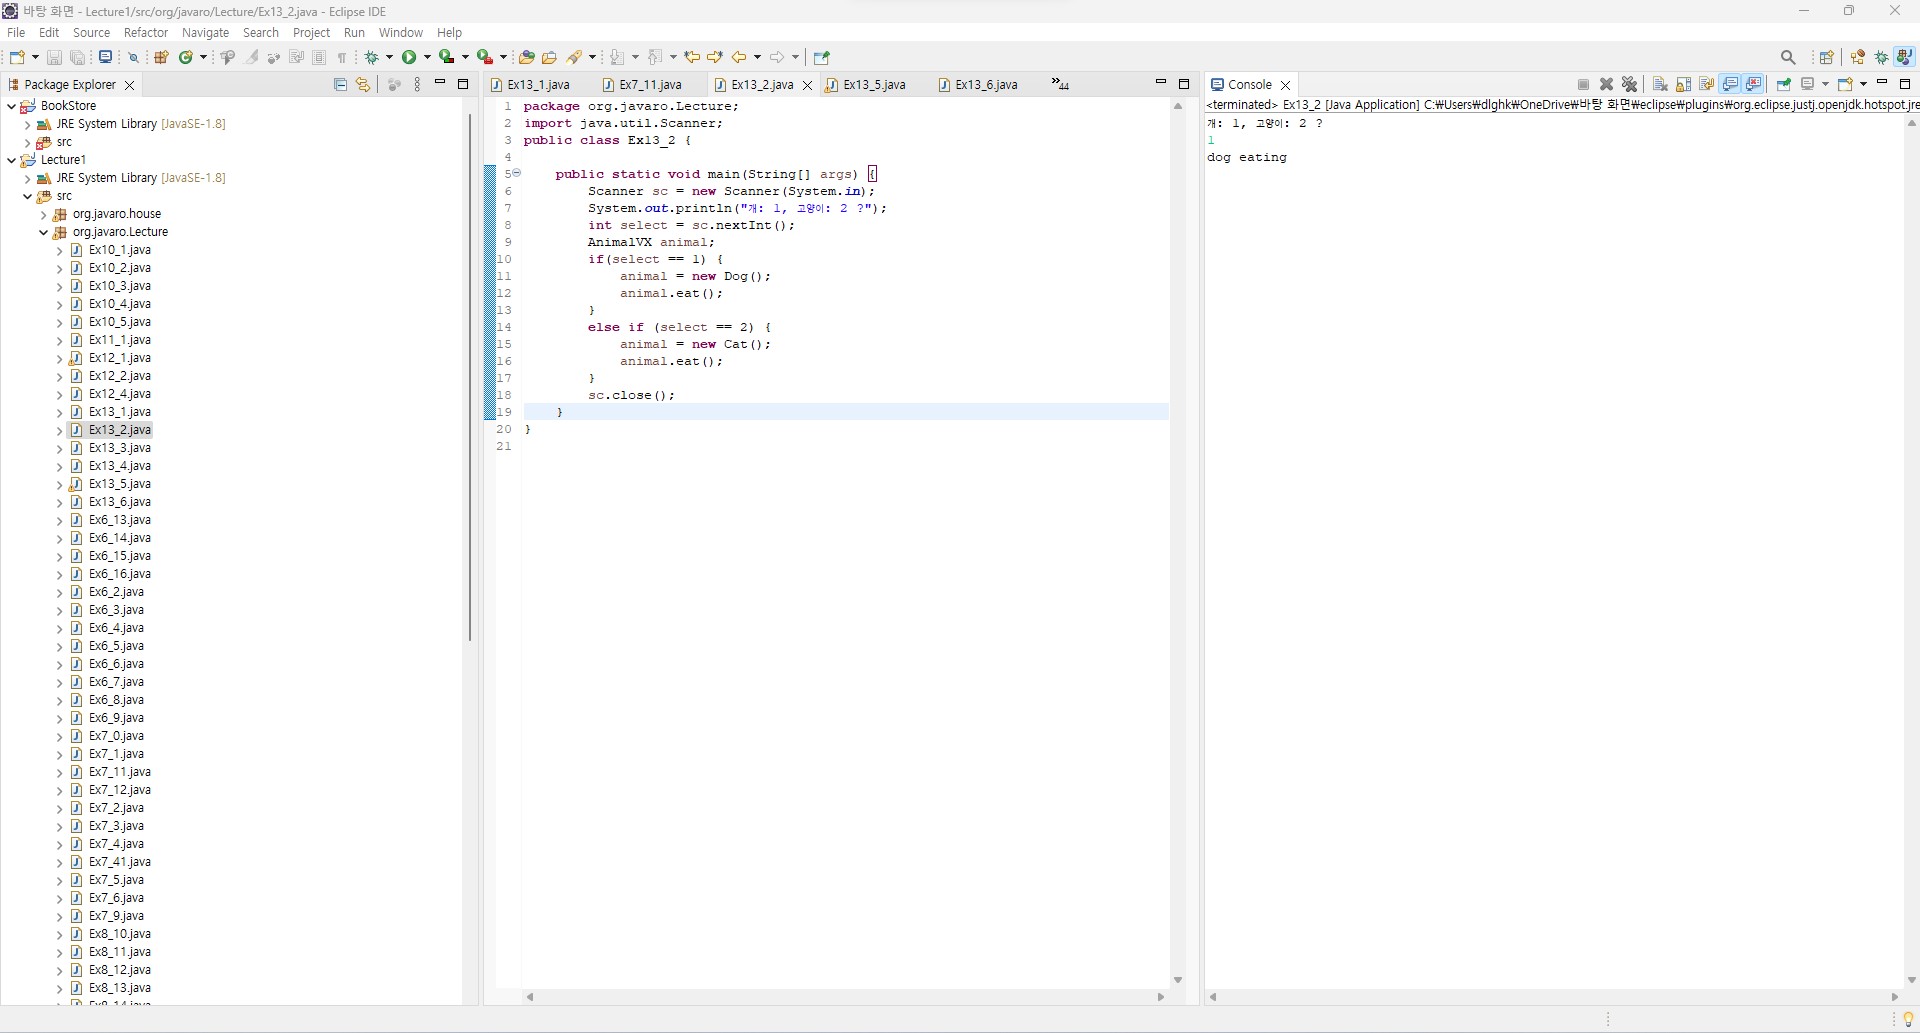 바탕 화면 - Lecture1/src/org/javaro/Lecture/Ex13_2.java - Eclipse IDE
File Edit Source Refactor Navigate Search Project Run Window Help
Package Explorer
BookStore
JRE System Library [JavaSE-1.8]
src
Lecture1
JRE System Library [JavaSE-1.8]
src
org.javaro.house
org.javaro.Lecture
Ex10_1.java
Ex10_2.java
Ex10_3.java
Ex10_4.java
Ex10_5.java
Ex11_1.java
Ex12_1.java
Ex12_2.java
Ex12_4.java
Ex13_1.java
Ex13_2.java
Ex13_3.java
Ex13_4.java
Ex13_5.java
Ex13_6.java
Ex6_13.java
Ex6_14.java
Ex6_15.java
Ex6_16.java
Ex6_2.java
Ex6_3.java
Ex6_4.java
Ex6_5.java
Ex6_6.java
Ex6_7.java
Ex6_8.java
Ex6_9.java
Ex7_0.java
Ex7_1.java
Ex7_11.java
Ex7_12.java
Ex7_2.java
Ex7_3.java
Ex7_4.java
Ex7_41.java
Ex7_5.java
Ex7_6.java
Ex7_9.java
Ex8_10.java
Ex8_11.java
Ex8_12.java
Ex8_13.java
Ex13_1.java Ex7_11.java Ex13_2.java Ex13_5.java Ex13_6.java »44
1 package org.javaro.Lecture;
2 import java.util.Scanner;
3 public class Ex13_2 {
4
5 public static void main(String[] args) {
6 Scanner sc = new Scanner(System.in);
7 System.out.println("개: 1, 고양이: 2 ?");
8 int select = sc.nextInt();
9 AnimalVX animal;
10 if(select == 1) {
11 animal = new Dog();
12 animal.eat();
13 }
14 else if (select == 2) {
15 animal = new Cat();
16 animal.eat();
17 }
18 sc.close();
19 }
20 }
21
Console
<terminated> Ex13_2 [Java Application] C:₩Users₩dlghk₩OneDrive₩바탕 화면₩eclipse₩plugins₩org.eclipse.justj.openjdk.hotspot.jre
개: 1, 고양이: 2 ?
1
dog eating